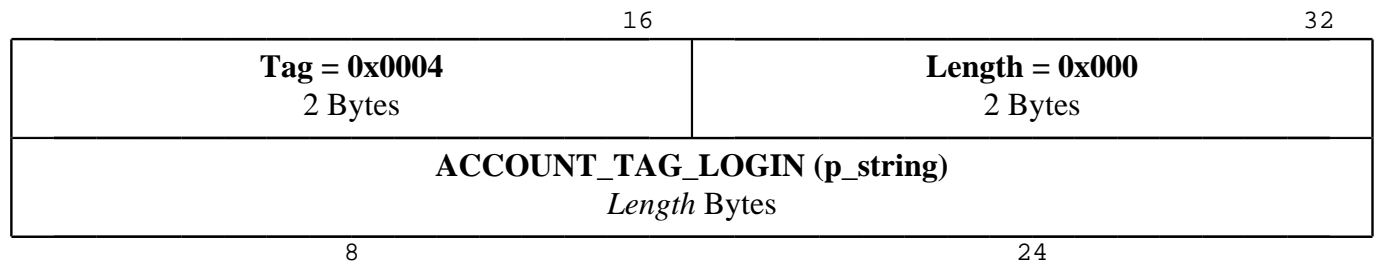 16 32
Tag = 0x0004 Length = 0x000
2 Bytes 2 Bytes
ACCOUNT_TAG_LOGIN (p_string)
Length Bytes
8 24